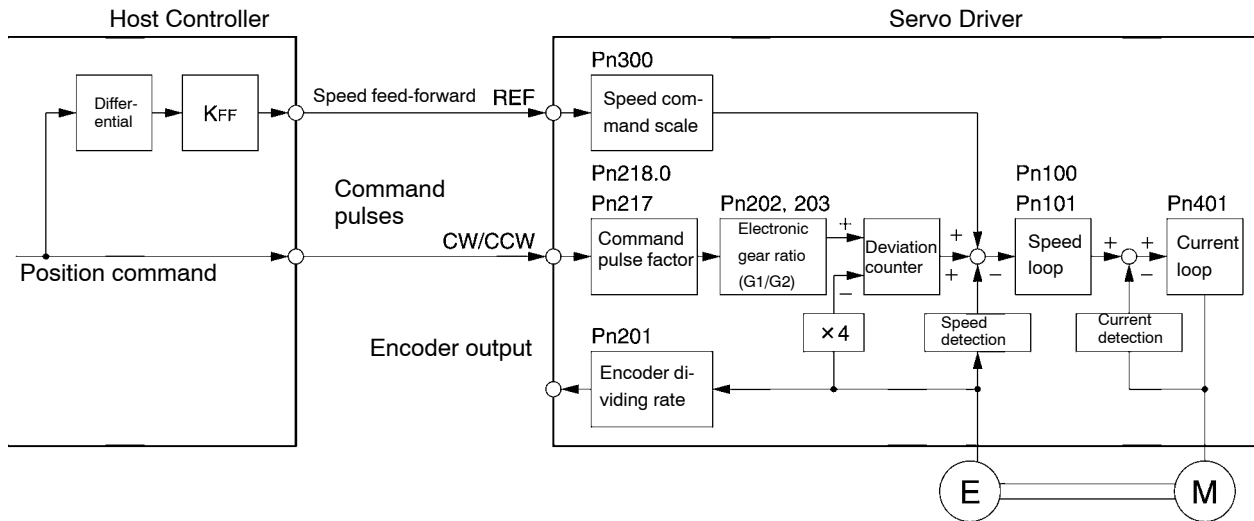 Host Controller
Servo Driver
Differ-
ential
KFF
Speed feed-forward
REF
Pn300
Speed com-
mand scale
Position command
Command
pulses
CW/CCW
Pn218.0
Pn217
Command
pulse factor
Pn202, 203
Electronic
gear ratio
(G1/G2)
+
−
Deviation
counter
+
+
−
Pn100
Pn101
Speed
loop
+
+
−
Pn401
Current
loop
×4
Speed
detection
Current
detection
Encoder output
Pn201
Encoder di-
viding rate
E
M